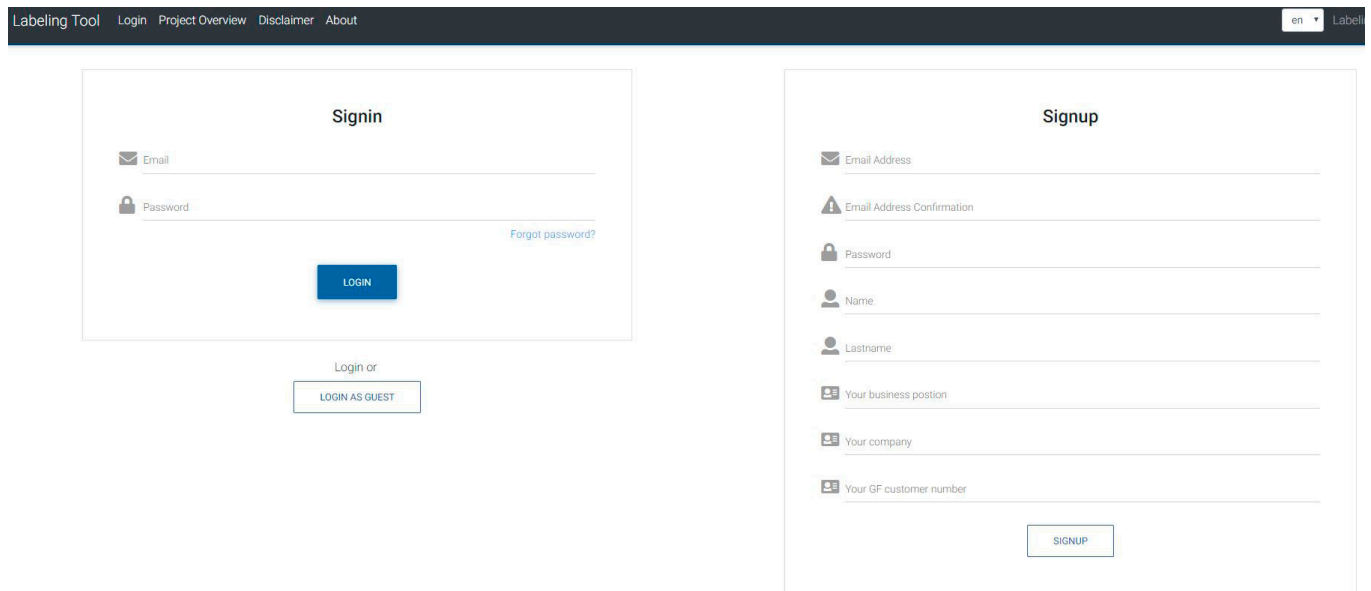 Labeling Tool Login Project Overview Disclaimer About en Labelin
Signin
Email
Password
Forgot password?
LOGIN
Login or
LOGIN AS GUEST
Signup
Email Address
Email Address Confirmation
Password
Name
Lastname
Your business postion
Your company
Your GF customer number
SIGNUP